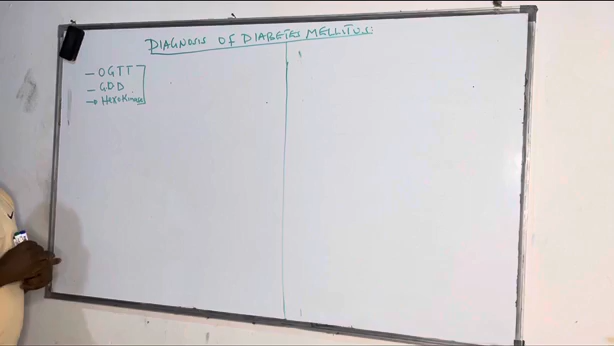 DIAGNOSIS OF DIABETES MELLITUS:
- OGTT
- GDD
- Hexokinase